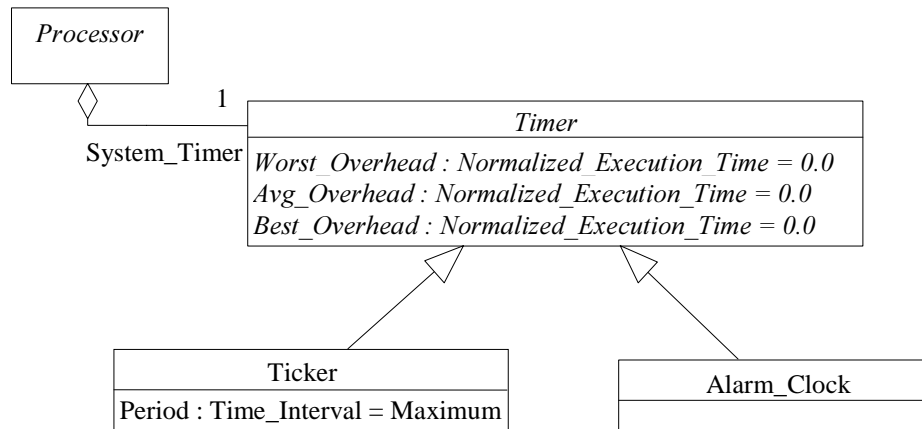 Processor
1
System_Timer
Timer
Worst_Overhead : Normalized_Execution_Time = 0.0
Avg_Overhead : Normalized_Execution_Time = 0.0
Best_Overhead : Normalized_Execution_Time = 0.0
Ticker
Period : Time_Interval = Maximum
Alarm_Clock